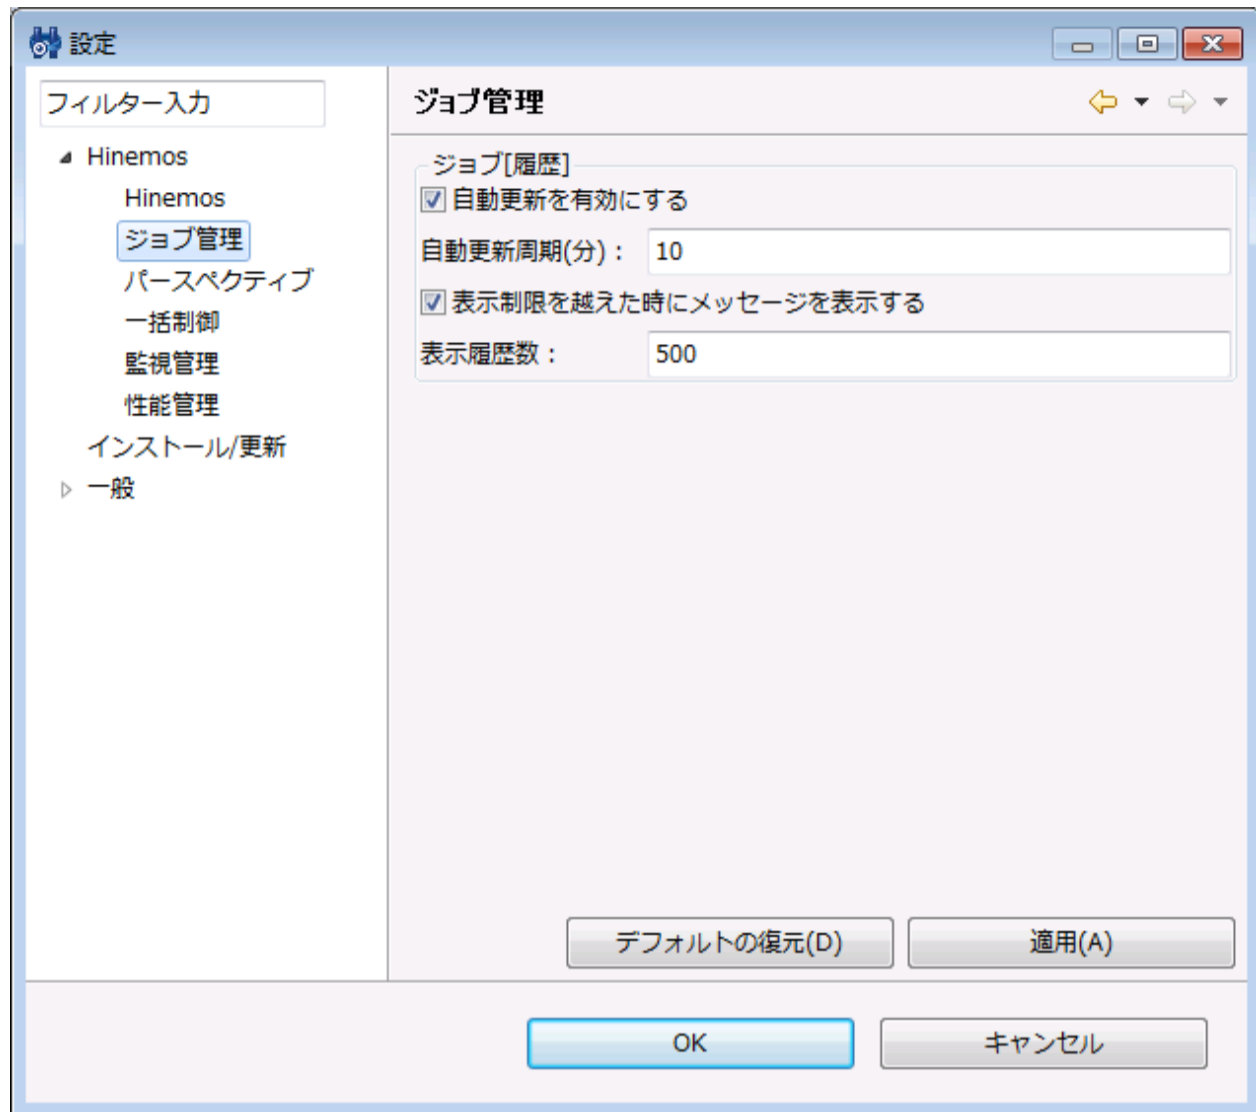 設定
フィルター入力
Hinemos
Hinemos
ジョブ管理
パースペクティブ
一括制御
監視管理
性能管理
インストール/更新
一般
ジョブ管理
ジョブ[履歴]
自動更新を有効にする
自動更新周期(分)： 10
表示制限を越えた時にメッセージを表示する
表示履歴数： 500
デフォルトの復元(D) 適用(A)
OK キャンセル